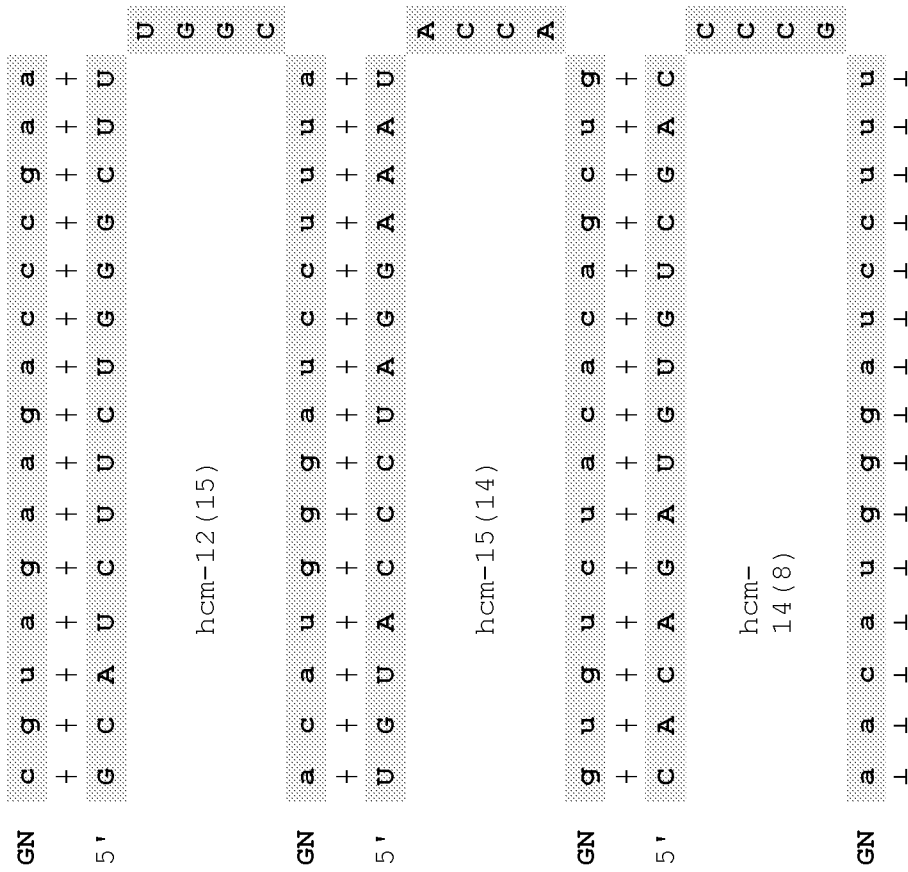 GN c g u a g a a g a c c c g a a
+ + + + + + + + + + + + + + +
5' G C A U C U U C U G G G C U U
U
G
G
C
hcm-12(15)
GN a c a u g g g a u c c u u u a
+ + + + + + + + + + + + + + +
5' U G U A C C C U A G G A A A U
A
C
C
A
hcm-15(14)
GN g u g u c u a c a c a g c u g
+ + + + + + + + + + + + + + +
5' C A C A G A U G U G U C G A C
C
C
C
G
hcm-
14(8)
GN a a c a u g g g a u c c u u u
+ + + + + + + + + + + + + + +